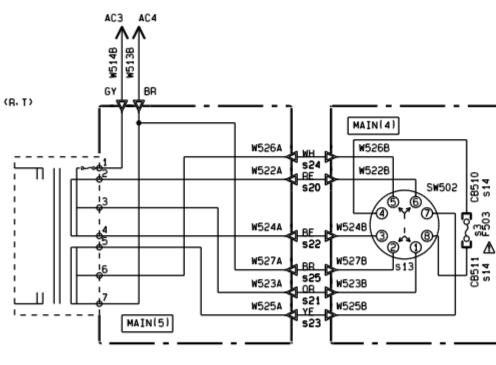 AC3 AC4
W514B
W513B
(R,T)
GY BR
MAIN(4)
W526A WH W526B
s24
W522A RE W522B
s20
W524A BE W524B
s22
W527A BR W527B
s25
W523A OR W523B
s21
W525A YE W525B
s23
1
2
3
4
5
6
7
MAIN(5)
SW502
5 6
4 7
3 8
2 1
s13
CB510
s14
s3
F503
CB511
s14